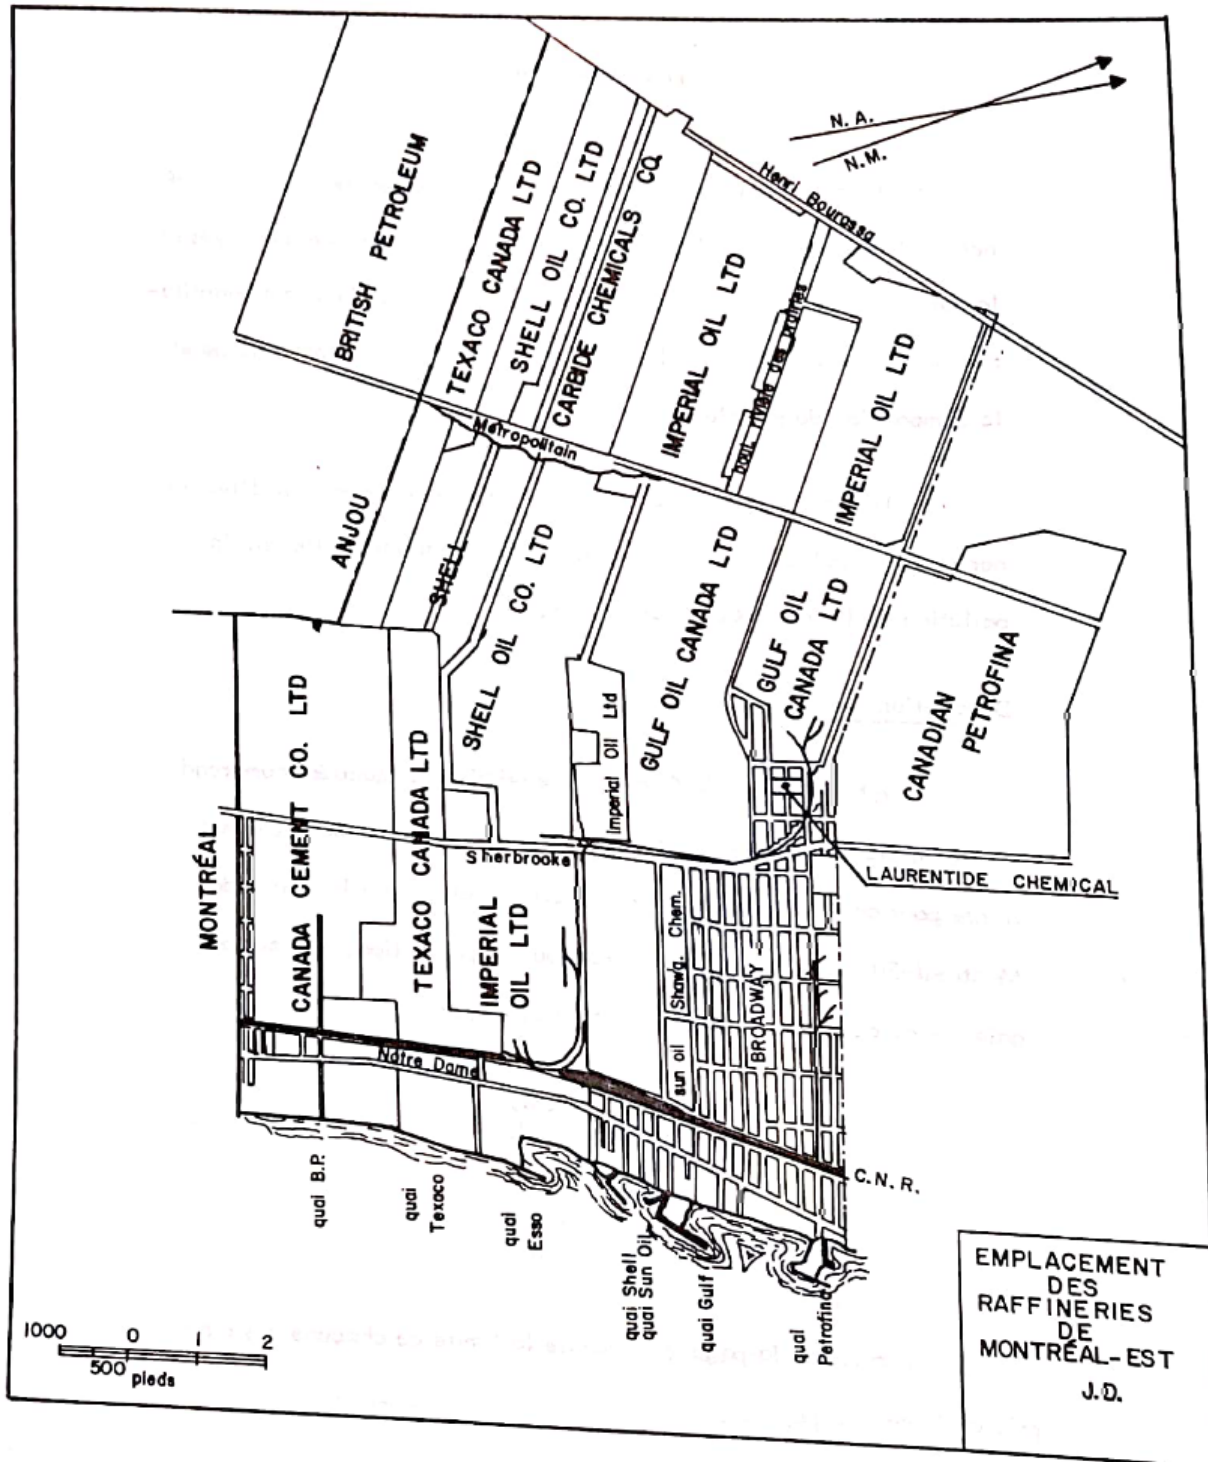 N. A.
N.M.
Henri Bourassa
BRITISH PETROLEUM
TEXACO CANADA LTD
SHELL OIL CO. LTD
CARBIDE CHEMICALS CO.
IMPERIAL OIL LTD
bout rivière des prairies
IMPERIAL OIL LTD
Métropolitain
ANJOU
SHELL
SHELL OIL CO. LTD
GULF OIL CANADA LTD
GULF OIL
CANADA LTD
CANADIAN
PETROFINA
Imperial Oil Ltd
MONTRÉAL
CANADA CEMENT CO. LTD
TEXACO CANADA LTD
Sherbrooke
IMPERIAL
OIL LTD
LAURENTIDE CHEMICAL
Shawg. Chem.
sun oil
BROADWAY
Notre Dame
C.N.R.
quai B.P.
quai
Texaco
quai
Esso
quai Shell
quai Sun Oil
quai Gulf
quai
Petrofina
1000 0 1 2
500 pieds
EMPLACEMENT
DES
RAFFINERIES
DE
MONTRÉAL-EST
J.D.